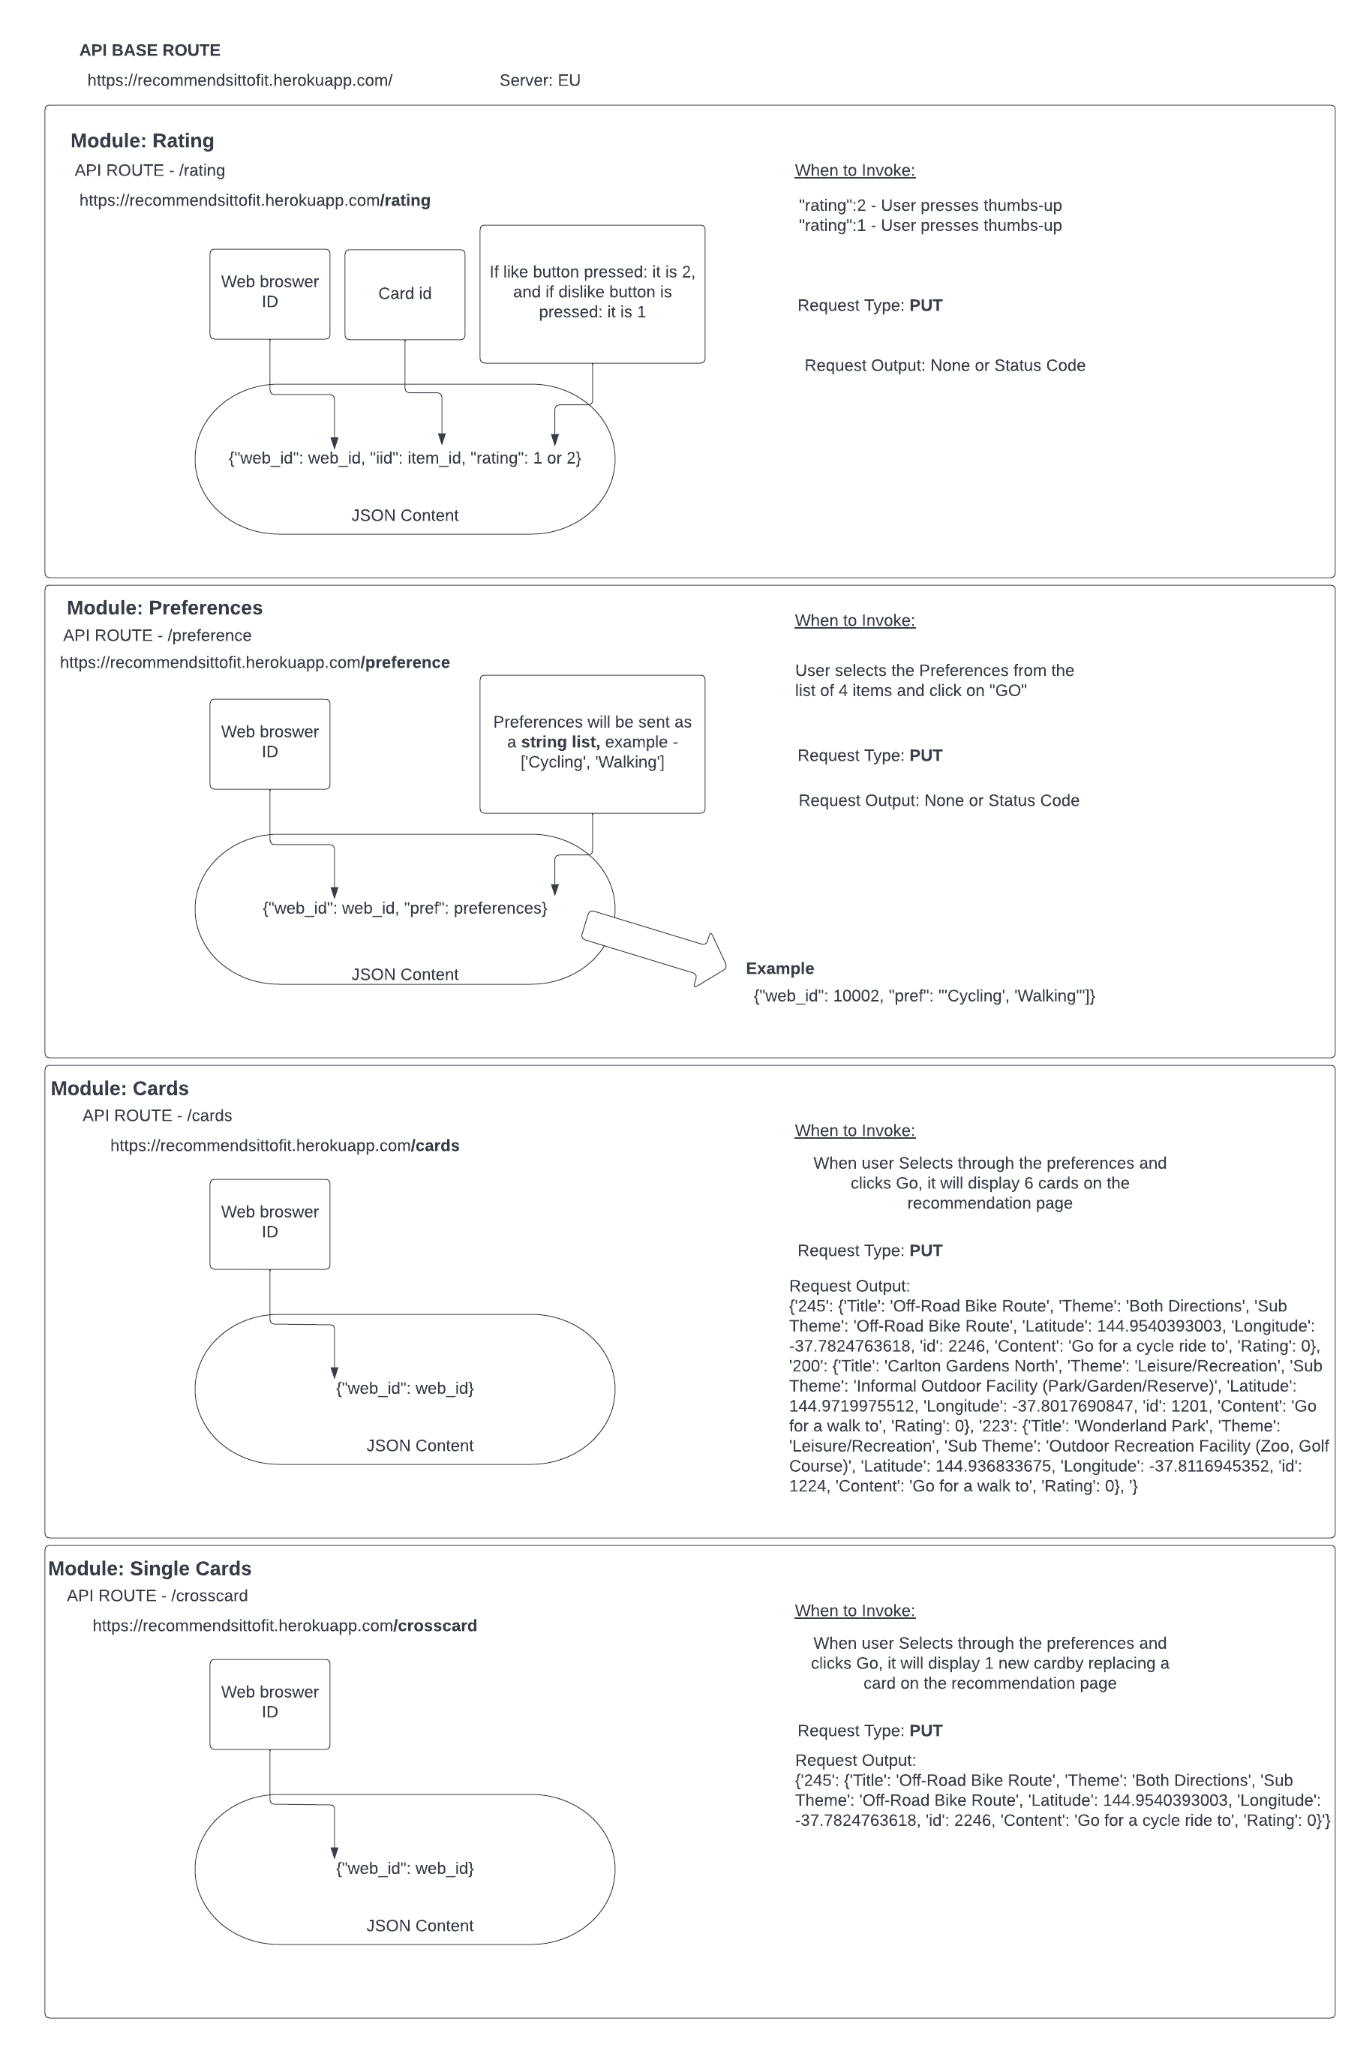 API BASE ROUTE
https://recommendsittofit.herokuapp.com/
Server: EU
Module: Rating
API ROUTE - /rating
https://recommendsittofit.herokuapp.com/rating
When to Invoke:
"rating":2 - User presses thumbs-up
"rating":1 - User presses thumbs-up
Web broswer
ID
Card id
If like button pressed: it is 2,
and if dislike button is
pressed: it is 1
Request Type: PUT
Request Output: None or Status Code
{"web_id": web_id, "iid": item_id, "rating": 1 or 2}
JSON Content
Module: Preferences
API ROUTE - /preference
https://recommendsittofit.herokuapp.com/preference
When to Invoke:
User selects the Preferences from the
list of 4 items and click on "GO"
Web broswer
ID
Preferences will be sent as
a string list, example -
['Cycling', 'Walking']
Request Type: PUT
Request Output: None or Status Code
{"web_id": web_id, "pref": preferences}
JSON Content
Example
{"web_id": 10002, "pref": "'Cycling', 'Walking'"]}
Module: Cards
API ROUTE - /cards
https://recommendsittofit.herokuapp.com/cards
When to Invoke:
When user Selects through the preferences and
clicks Go, it will display 6 cards on the
recommendation page
Web broswer
ID
Request Type: PUT
Request Output:
{'245': {'Title': 'Off-Road Bike Route', 'Theme': 'Both Directions', 'Sub
Theme': 'Off-Road Bike Route', 'Latitude': 144.9540393003, 'Longitude':
-37.7824763618, 'id': 2246, 'Content': 'Go for a cycle ride to', 'Rating': 0},
'200': {'Title': 'Carlton Gardens North', 'Theme': 'Leisure/Recreation', 'Sub
Theme': 'Informal Outdoor Facility (Park/Garden/Reserve)', 'Latitude':
144.9719975512, 'Longitude': -37.8017690847, 'id': 1201, 'Content': 'Go
for a walk to', 'Rating': 0}, '223': {'Title': 'Wonderland Park', 'Theme':
'Leisure/Recreation', 'Sub Theme': 'Outdoor Recreation Facility (Zoo, Golf
Course)', 'Latitude': 144.936833675, 'Longitude': -37.8116945352, 'id':
1224, 'Content': 'Go for a walk to', 'Rating': 0}, '}
{"web_id": web_id}
JSON Content
Module: Single Cards
API ROUTE - /crosscard
https://recommendsittofit.herokuapp.com/crosscard
When to Invoke:
When user Selects through the preferences and
clicks Go, it will display 1 new cardby replacing a
card on the recommendation page
Web broswer
ID
Request Type: PUT
Request Output:
{'245': {'Title': 'Off-Road Bike Route', 'Theme': 'Both Directions', 'Sub
Theme': 'Off-Road Bike Route', 'Latitude': 144.9540393003, 'Longitude':
-37.7824763618, 'id': 2246, 'Content': 'Go for a cycle ride to', 'Rating': 0}'}
{"web_id": web_id}
JSON Content